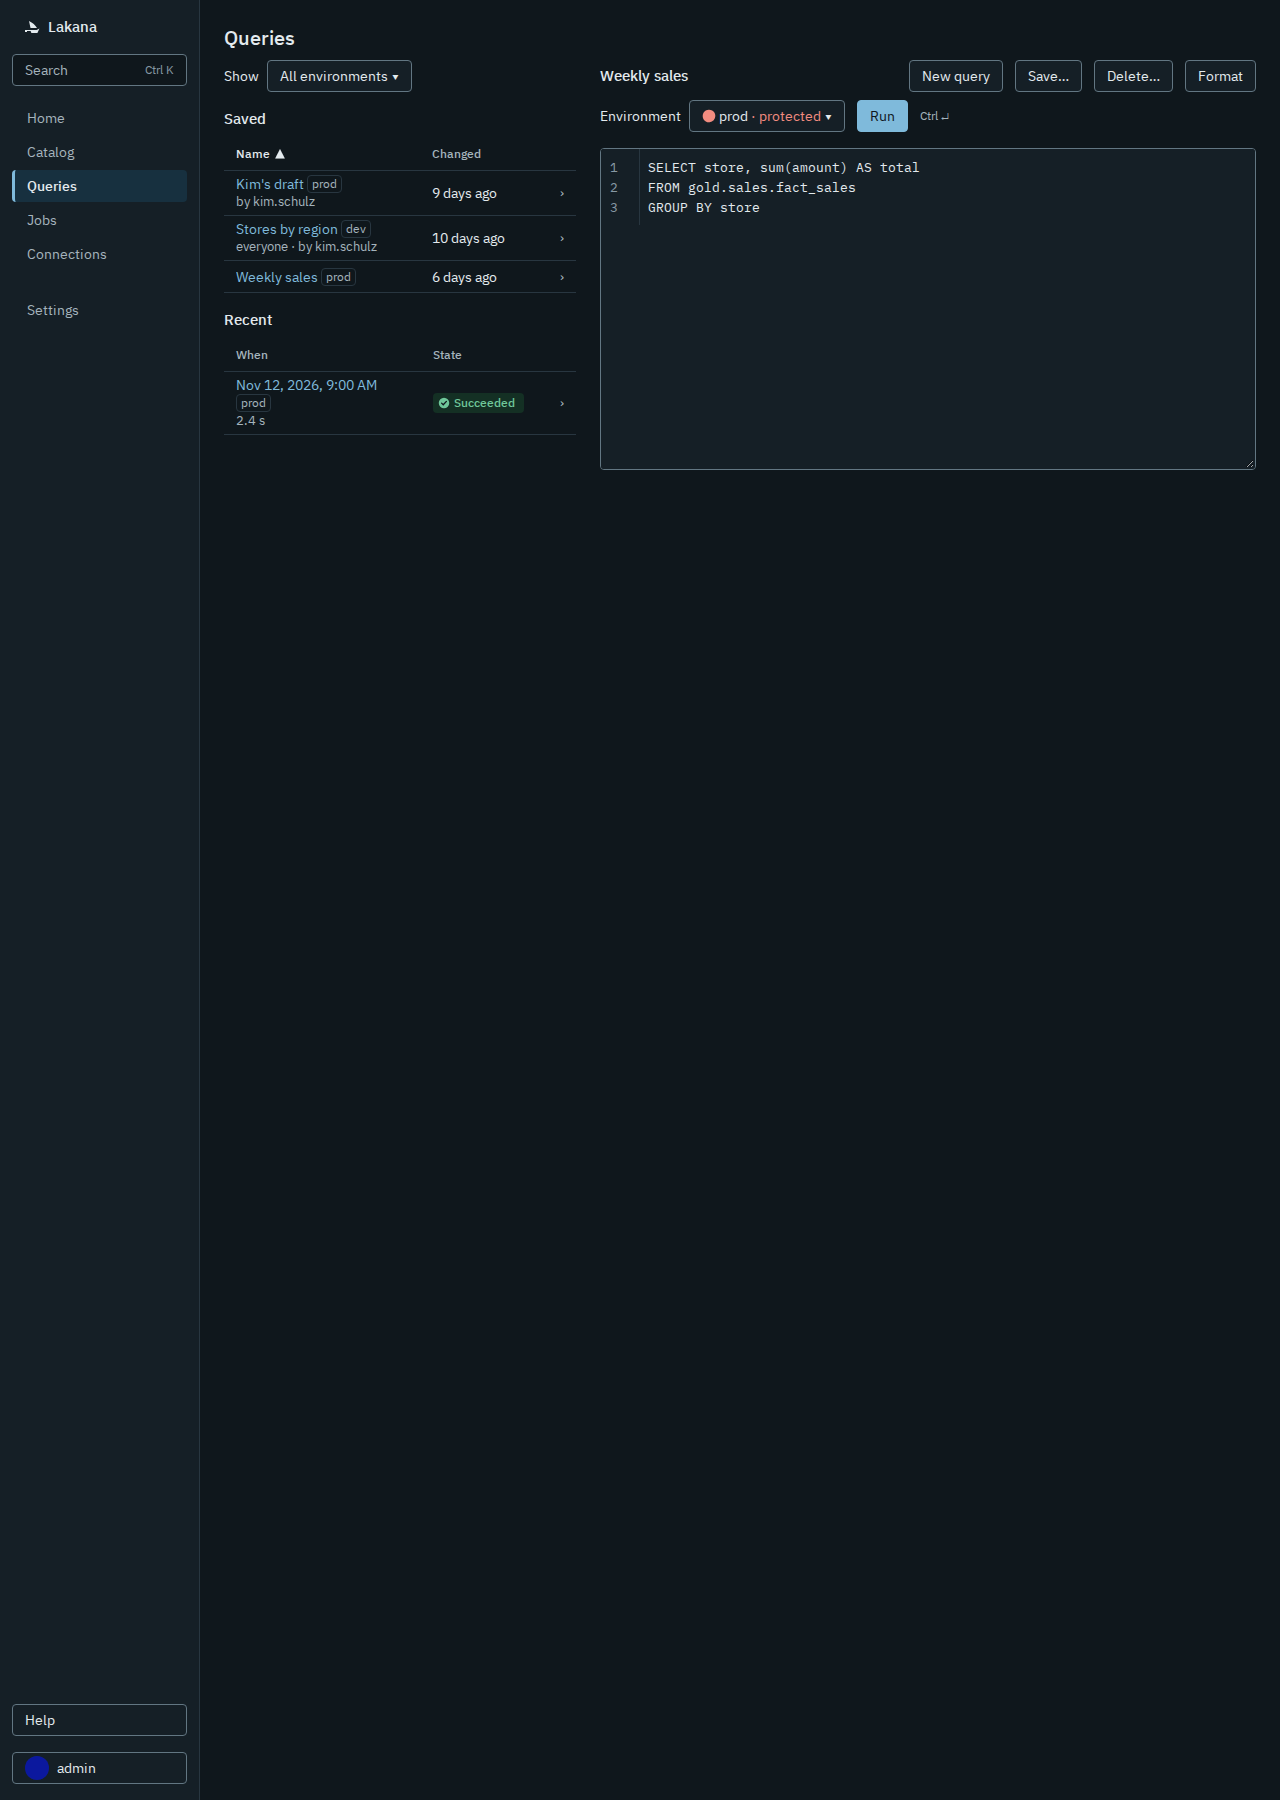 Lakana
Search Ctrl K
Home
Catalog
Queries
Jobs
Connections
Settings
Help
admin
Queries
Show All environments ▾
Saved
Name ▲ Changed
Kim's draft prod
by kim.schulz
9 days ago ›
Stores by region dev
everyone · by kim.schulz
10 days ago ›
Weekly sales prod 6 days ago ›
Recent
When State
Nov 12, 2026, 9:00 AM
prod
2.4 s
Succeeded ›
Weekly sales New query Save... Delete... Format
Environment prod · protected ▾ Run Ctrl ↵
1 SELECT store, sum(amount) AS total
2 FROM gold.sales.fact_sales
3 GROUP BY store